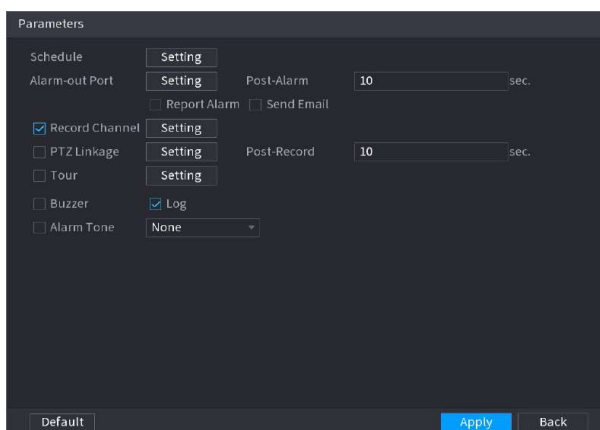 Parameters
Schedule Setting
Alarm-out Port Setting Post-Alarm 10 sec.
Report Alarm Send Email
Record Channel Setting
PTZ Linkage Setting Post-Record 10 sec.
Tour Setting
Buzzer Log
Alarm Tone None
Default Apply Back